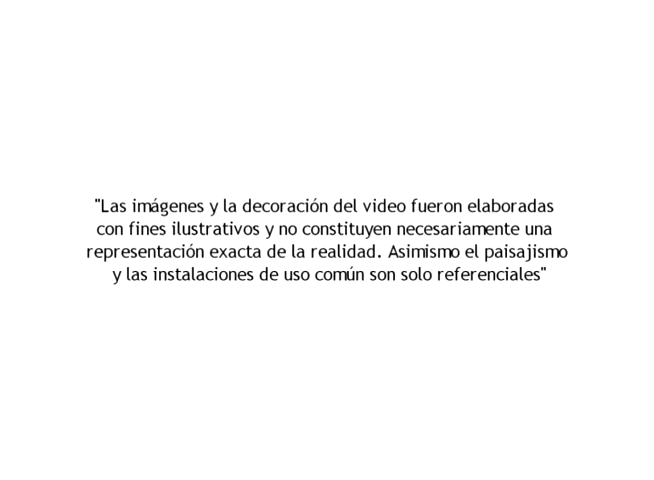 "Las imágenes y la decoración del video fueron elaboradas
con fines ilustrativos y no constituyen necesariamente una
representación exacta de la realidad. Asimismo el paisajismo
y las instalaciones de uso común son solo referenciales"